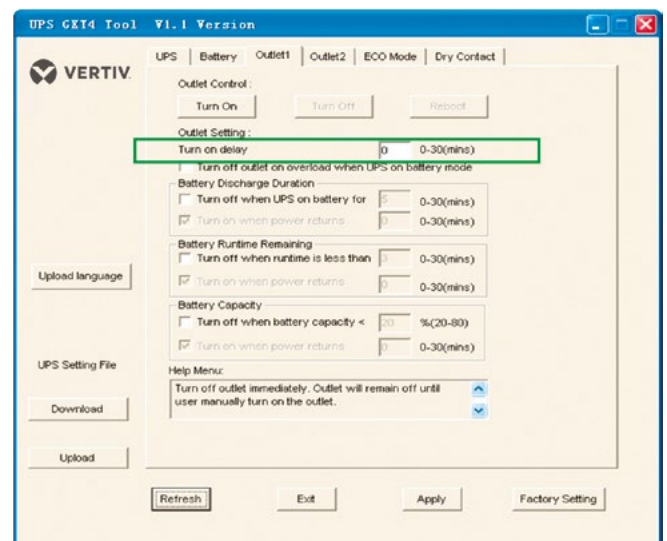 UPS GXT4 Tool V1.1 Version
VERTIV.
UPS Battery Outlet1 Outlet2 ECO Mode Dry Contact
Outlet Control :
Turn On Turn Off Reboot
Outlet Setting :
Turn on delay 0 0-30(mins)
Turn off outlet on overload when UPS on battery mode
Battery Discharge Duration
Turn off when UPS on battery for 5 0-30(mins)
Turn on when power returns 0 0-30(mins)
Battery Runtime Remaining
Turn off when runtime is less than 3 0-30(mins)
Turn on when power returns 0 0-30(mins)
Battery Capacity
Turn off when battery capacity < 20 %(20-80)
Turn on when power returns 0 0-30(mins)
Help Menu:
Turn off outlet immediately. Outlet will remain off until
user manually turn on the outlet.
Upload language
UPS Setting File
Download
Upload
Refresh Exit Apply Factory Setting